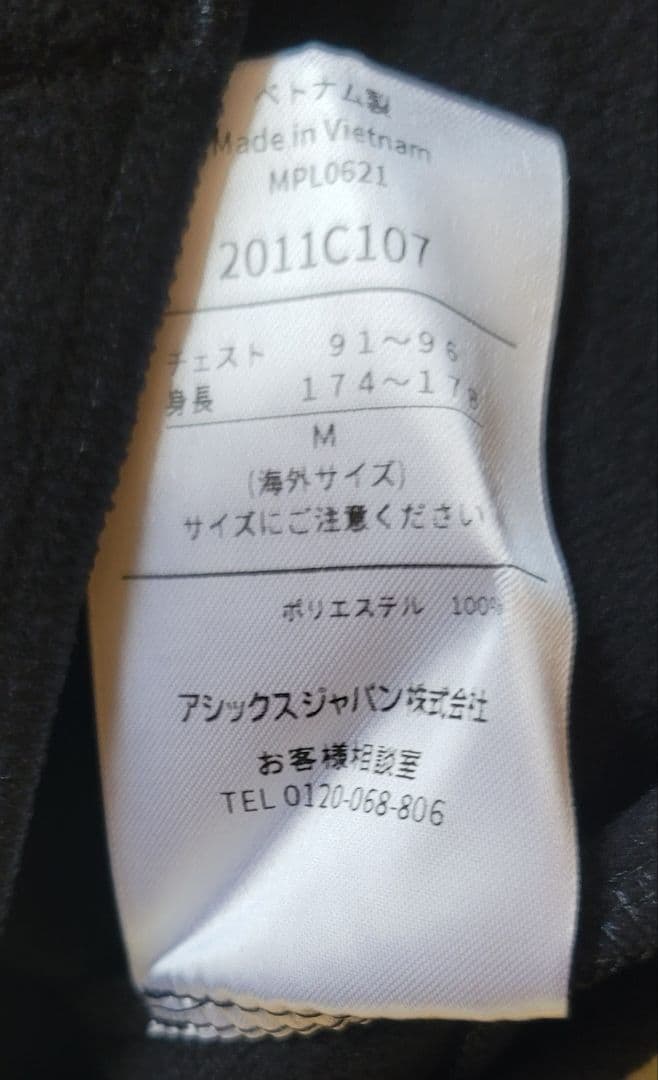 ベトナム製
Made in Vietnam
MPL0621
2011C107
チェスト 91～96
身長 174～178
M
(海外サイズ)
サイズにご注意ください
ポリエステル 100%
アシックスジャパン株式会社
お客様相談室
TEL 0120-068-806